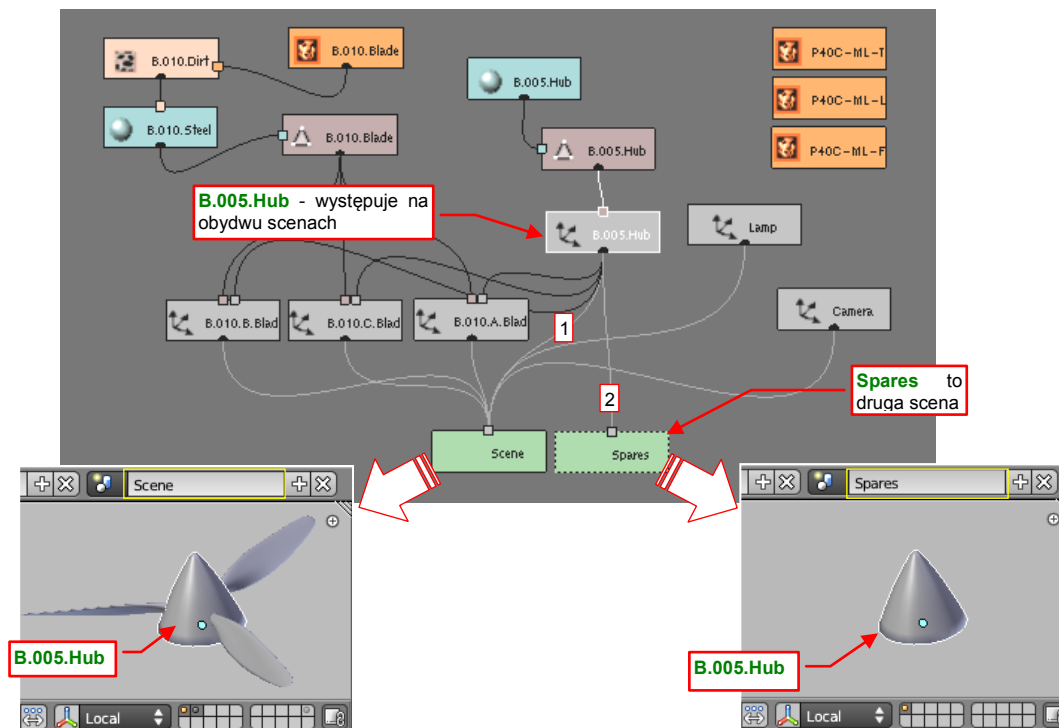 B.010.Dirt
B.010.Blade
B.005.Hub
P40C-ML-T
P40C-ML-L
P40C-ML-F
B.010.Steel
B.010.Blade
B.005.Hub
B.005.Hub - występuje na
obydwu scenach
B.005.Hub
Lamp
B.010.B.Blad
B.010.C.Blad
B.010.A.Blad
Camera
1
2
Spares to
druga scena
Scene
Spares
Scene
Spares
B.005.Hub
B.005.Hub
Local
Local